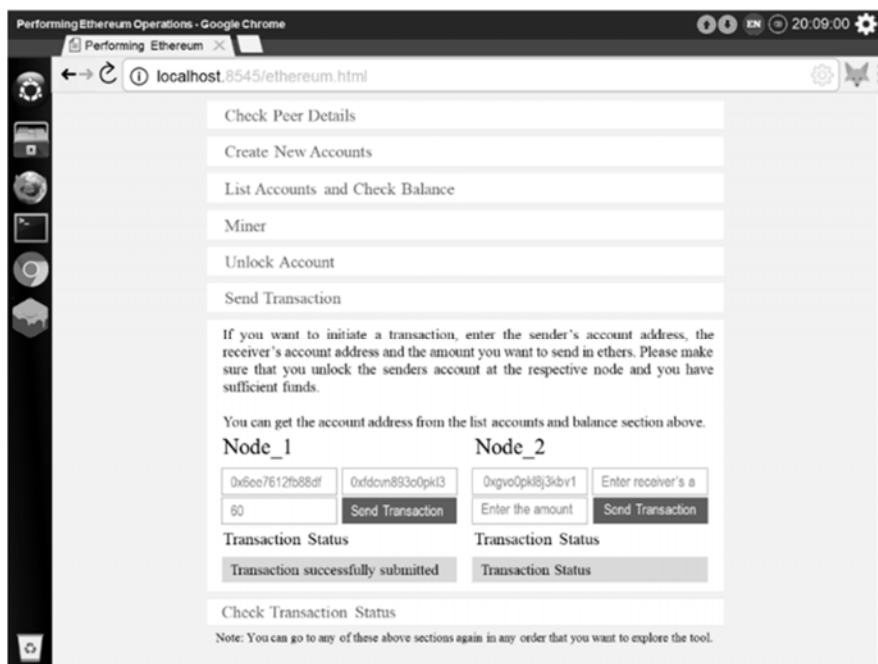 Performing Ethereum Operations - Google Chrome
EN
20:09:00
Performing Ethereum
localhost.8545/ethereum.html
Check Peer Details
Create New Accounts
List Accounts and Check Balance
Miner
Unlock Account
Send Transaction
If you want to initiate a transaction, enter the sender's account address, the
receiver's account address and the amount you want to send in ethers. Please make
sure that you unlock the senders account at the respective node and you have
sufficient funds.
You can get the account address from the list accounts and balance section above.
Node_1
0x6ee7612fb88df 0xfdcvn893o0pkl3
60 Send Transaction
Transaction Status
Transaction successfully submitted
Node_2
0xgvo0pkl8j3kbv1 Enter receiver's a
Enter the amount Send Transaction
Transaction Status
Transaction Status
Check Transaction Status
Note: You can go to any of these above sections again in any order that you want to explore the tool.